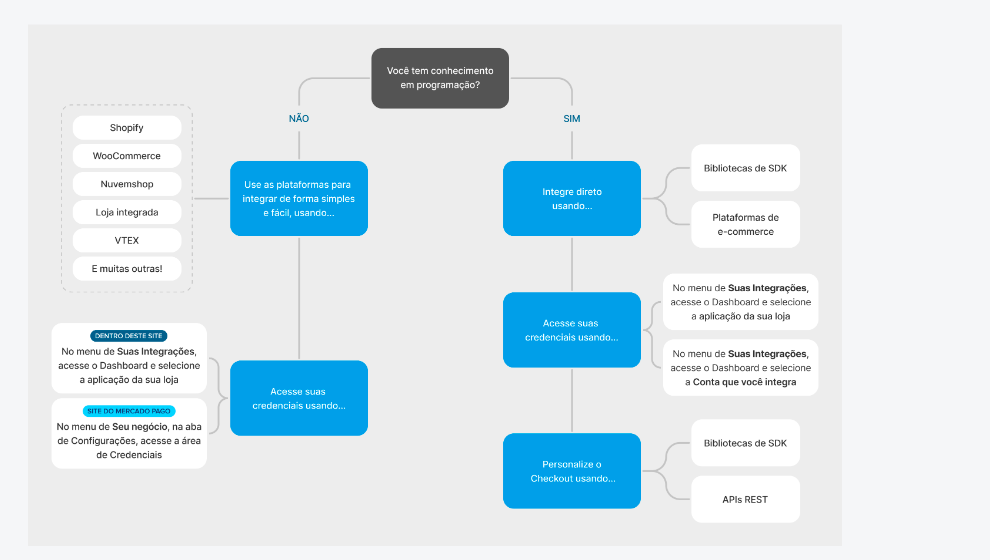 Você tem conhecimento
em programação?
NÃO
SIM
Shopify
WooCommerce
Nuvemshop
Loja integrada
VTEX
E muitas outras!
Use as plataformas para
integrar de forma simples
e fácil, usando...
DENTRO DESTE SITE
No menu de Suas Integrações,
acesse o Dashboard e selecione
a aplicação da sua loja
SITE DO MERCADO PAGO
No menu de Seu negócio, na aba
de Configurações, acesse a área
de Credenciais
Acesse suas
credenciais usando...
Integre direto
usando...
Bibliotecas de SDK
Plataformas de
e-commerce
Acesse suas
credenciais usando...
No menu de Suas Integrações,
acesse o Dashboard e selecione
a aplicação da sua loja
No menu de Suas Integrações,
acesse o Dashboard e selecione
a Conta que você integra
Personalize o
Checkout usando...
Bibliotecas de SDK
APIs REST